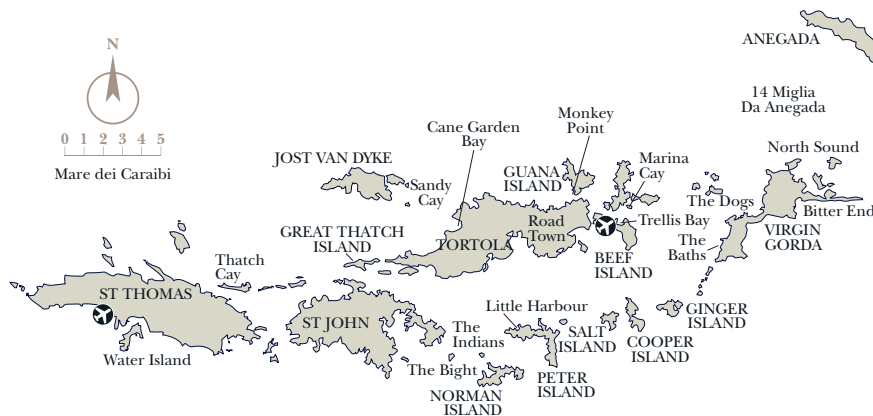 ANEGADA
N
14 Miglia
Da Anegada
0 1 2 3 4 5
Mare dei Caraibi
Monkey
Point
Cane Garden
Bay
North Sound
JOST VAN DYKE
GUANA
ISLAND
Marina
Cay
Sandy
Cay
The Dogs
Bitter End
GREAT THATCH
ISLAND
TORTOLA
Road
Town
Trellis Bay
VIRGIN
GORDA
The
Baths
BEEF
ISLAND
Thatch
Cay
ST THOMAS
Little Harbour
GINGER
ISLAND
ST JOHN
The
Indians
SALT
ISLAND
COOPER
ISLAND
Water Island
The Bight
PETER
ISLAND
NORMAN
ISLAND